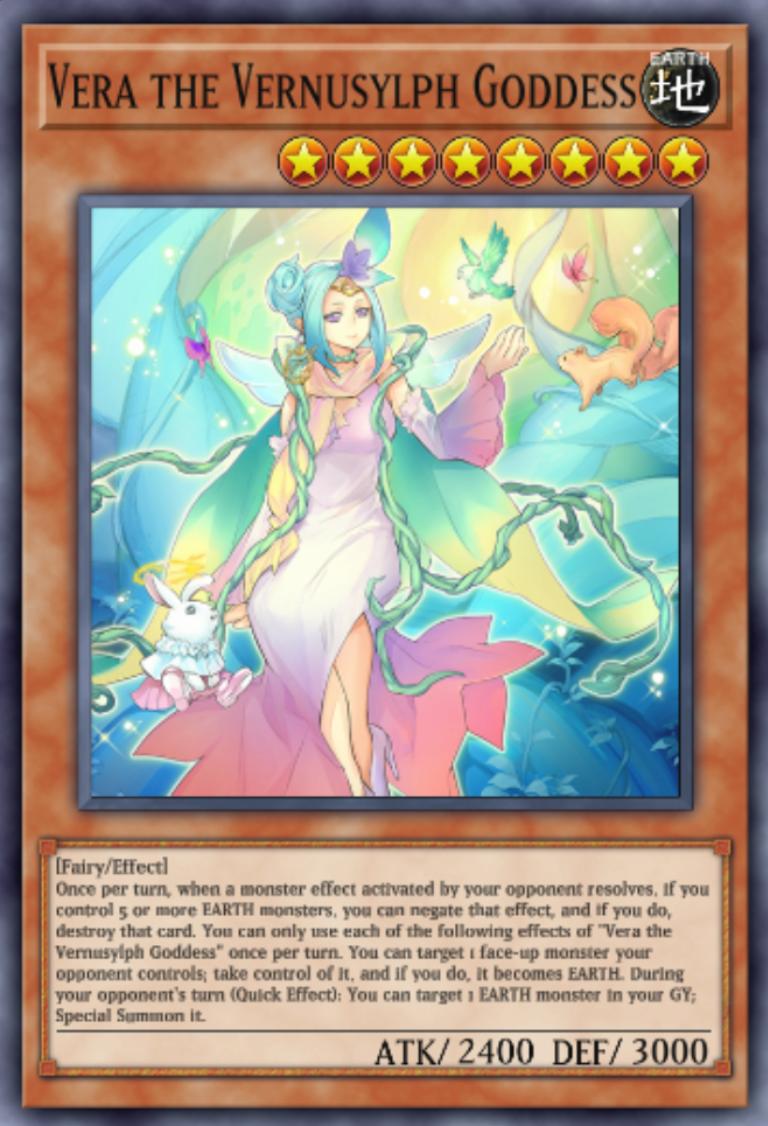 VERA THE VERNUSYLPH GODDESS
EARTH
地
[Fairy/Effect]
Once per turn, when a monster effect activated by your opponent resolves, if you
control 5 or more EARTH monsters, you can negate that effect, and if you do,
destroy that card. You can only use each of the following effects of "Vera the
Vernusylph Goddess" once per turn. You can target 1 face-up monster your
opponent controls; take control of it, and if you do, it becomes EARTH. During
your opponent's turn (Quick Effect): You can target 1 EARTH monster in your GY;
Special Summon it.
ATK/ 2400 DEF/ 3000